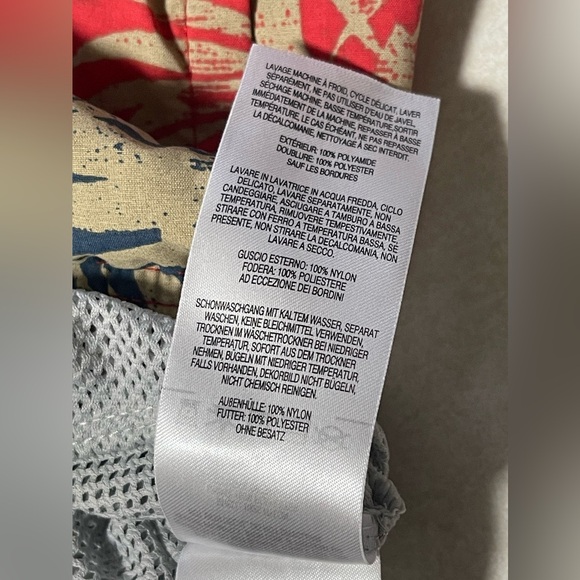 LAVAGE MACHINE À FROID, CYCLE DÉLICAT, LAVER
SÉPARÉMENT, NE PAS UTILISER D'EAU DE JAVEL,
SÉCHAGE MACHINE, BASSE TEMPÉRATURE,SORTIR
IMMÉDIATEMENT DE LA MACHINE, REPASSER À BASSE
TEMPÉRATURE, LE CAS ÉCHÉANT, NE PAS REPASSER
LA DÉCALCOMANIE, NETTOYAGE À SEC INTERDIT.
EXTÉRIEUR: 100% POLYAMIDE
DOUBLURE: 100% POLYESTER
SAUF LES BORDURES
LAVARE IN LAVATRICE IN ACQUA FREDDA, CICLO
DELICATO, LAVARE SEPARATAMENTE, NON
CANDEGGIARE, ASCIUGARE A TAMBURO A BASSA
TEMPERATURA, RIMUOVERE TEMPESTIVAMENTE,
STIRARE CON FERRO A TEMPERATURA BASSA, SE
PRESENTE, NON STIRARE LA DECALCOMANIA, NON
LAVARE A SECCO.
GUSCIO ESTERNO: 100% NYLON
FODERA: 100% POLIESTERE
AD ECCEZIONE DEI BORDINI
SCHONWASCHGANG MIT KALTEM WASSER, SEPARAT
WASCHEN, KEINE BLEICHMITTEL VERWENDEN,
TROCKNEN IM WÄSCHETROCKNER BEI NIEDRIGER
TEMPERATUR, SOFORT AUS DEM TROCKNER
NEHMEN, BÜGELN MIT NIEDRIGER TEMPERATUR,
FALLS VORHANDEN, DEKORBILD NICHT BÜGELN,
NICHT CHEMISCH REINIGEN.
AUßENHÜLLE: 100% NYLON
FUTTER: 100% POLYESTER
OHNE BESATZ